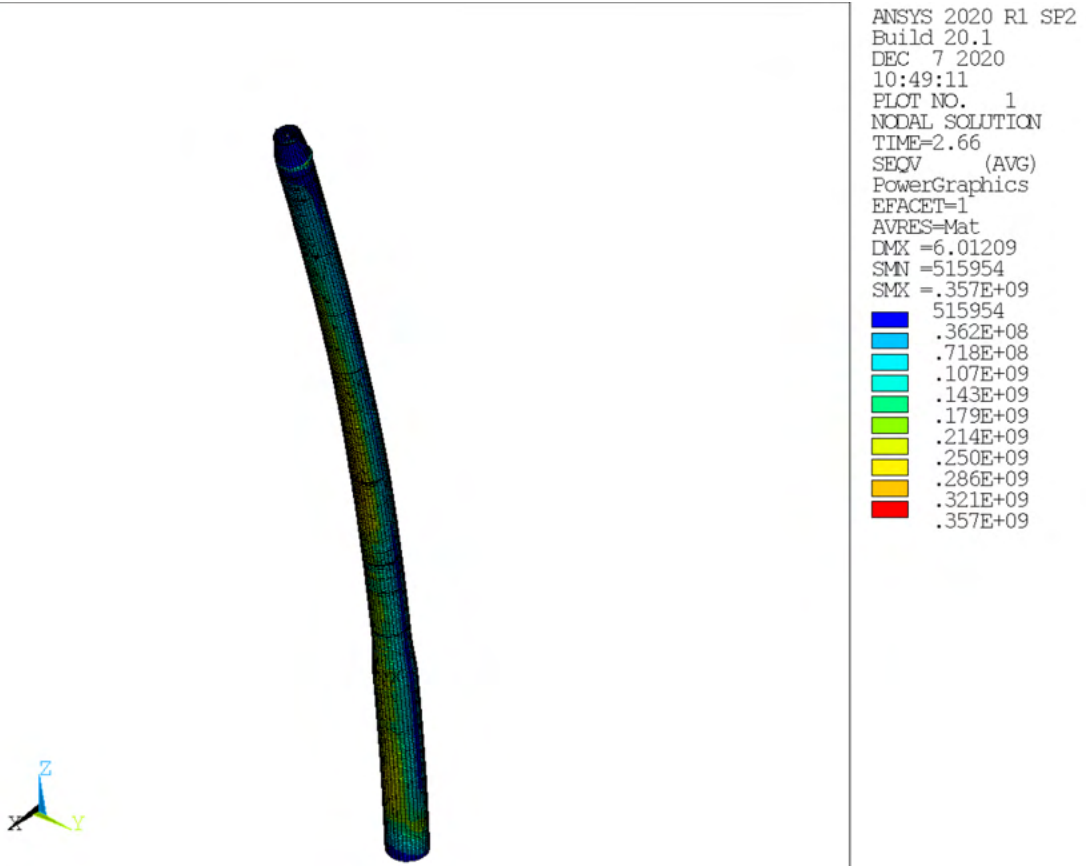 ANSYS 2020 R1 SP2
Build 20.1
DEC 7 2020
10:49:11
PLOT NO. 1
NODAL SOLUTION
TIME=2.66
SEQV (AVG)
PowerGraphics
EFACET=1
AVRES=Mat
DMX =6.01209
SMN =515954
SMX =.357E+09
515954
.362E+08
.718E+08
.107E+09
.143E+09
.179E+09
.214E+09
.250E+09
.286E+09
.321E+09
.357E+09
Z
X
Y